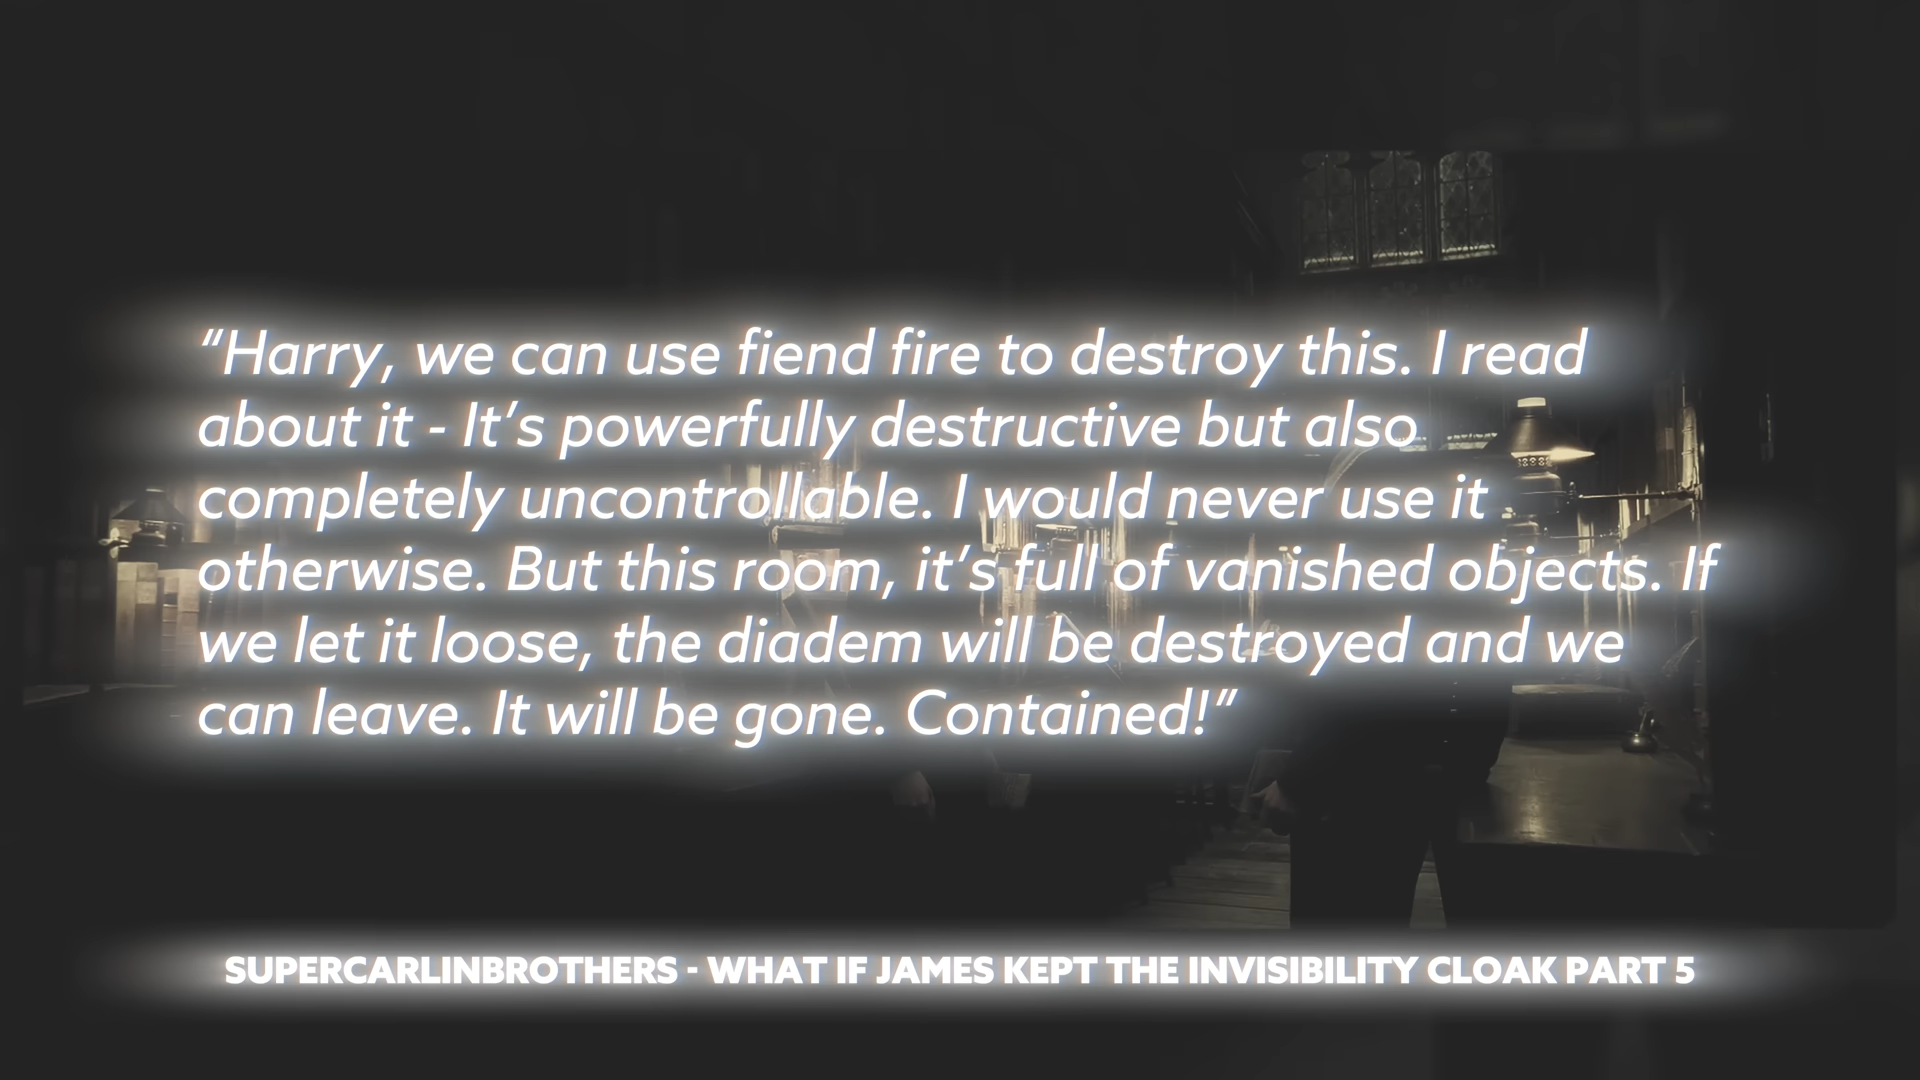 “Harry, we can use fiend fire to destroy this. I read
about it - It’s powerfully destructive but also
completely uncontrollable. I would never use it
otherwise. But this room, it’s full of vanished objects. If
we let it loose, the diadem will be destroyed and we
can leave. It will be gone. Contained!”
SUPERCARLINBROTHERS - WHAT IF JAMES KEPT THE INVISIBILITY CLOAK PART 5